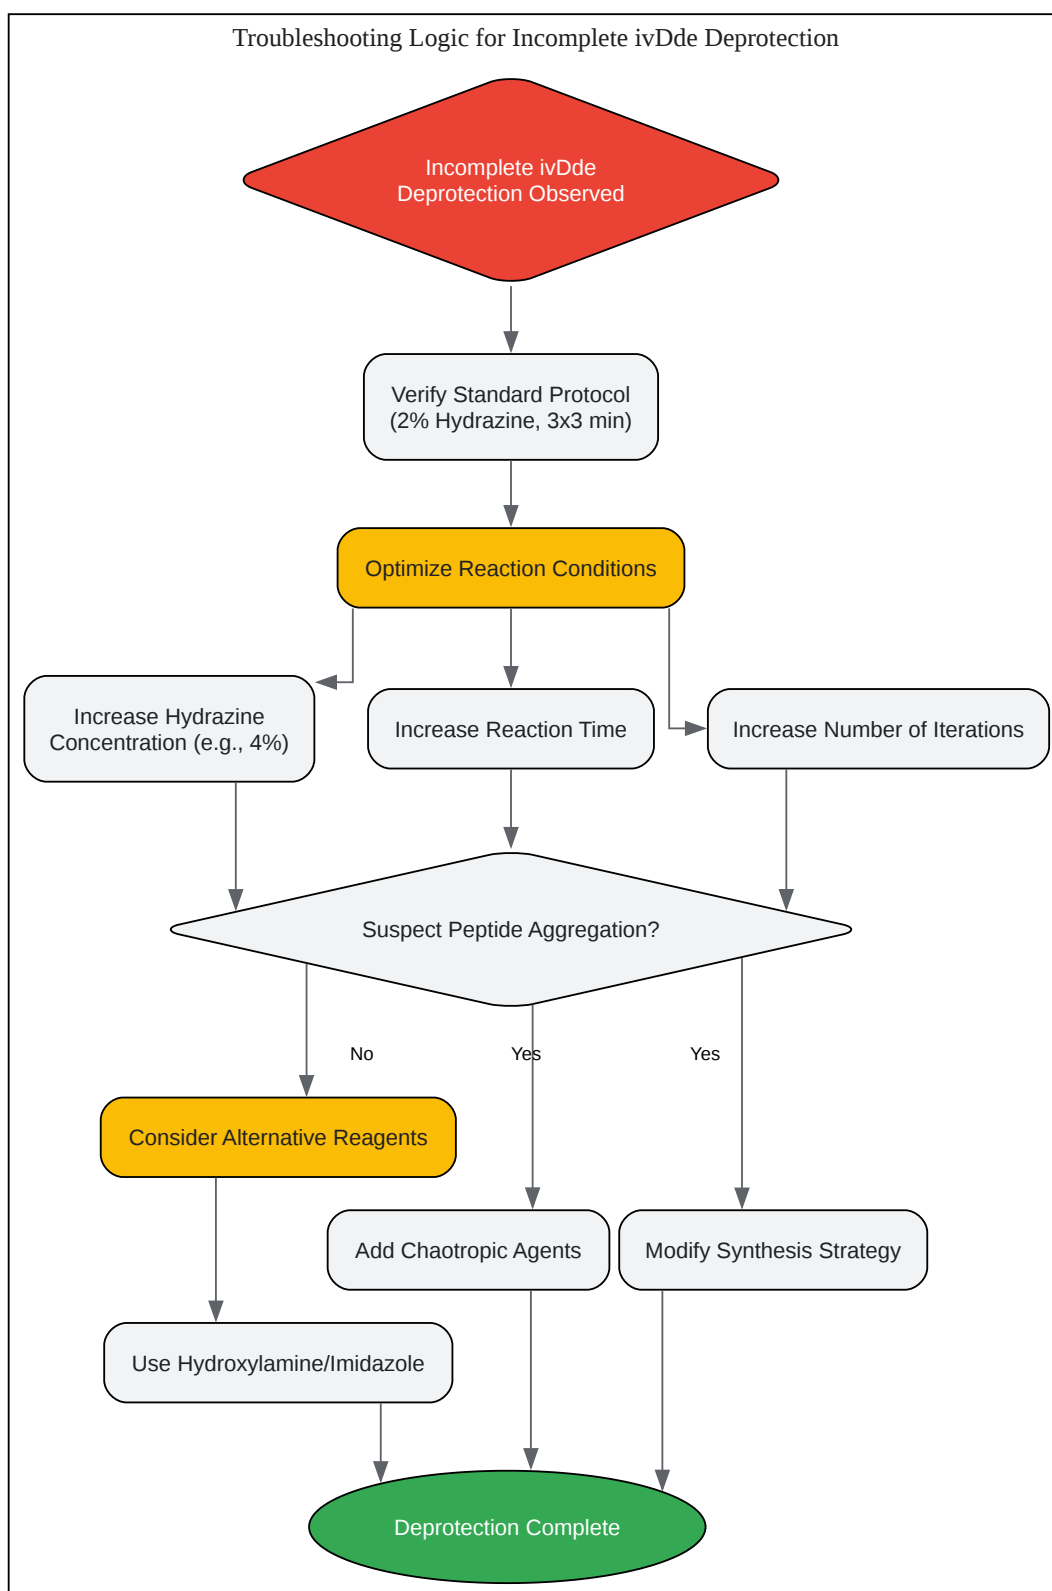 Troubleshooting Logic for Incomplete ivDde Deprotection
Incomplete ivDde
Deprotection Observed
Verify Standard Protocol
(2% Hydrazine, 3x3 min)
Optimize Reaction Conditions
Increase Hydrazine
Concentration (e.g., 4%)
Increase Reaction Time
Increase Number of Iterations
Suspect Peptide Aggregation?
No
Yes
Yes
Consider Alternative Reagents
Add Chaotropic Agents
Modify Synthesis Strategy
Use Hydroxylamine/Imidazole
Deprotection Complete